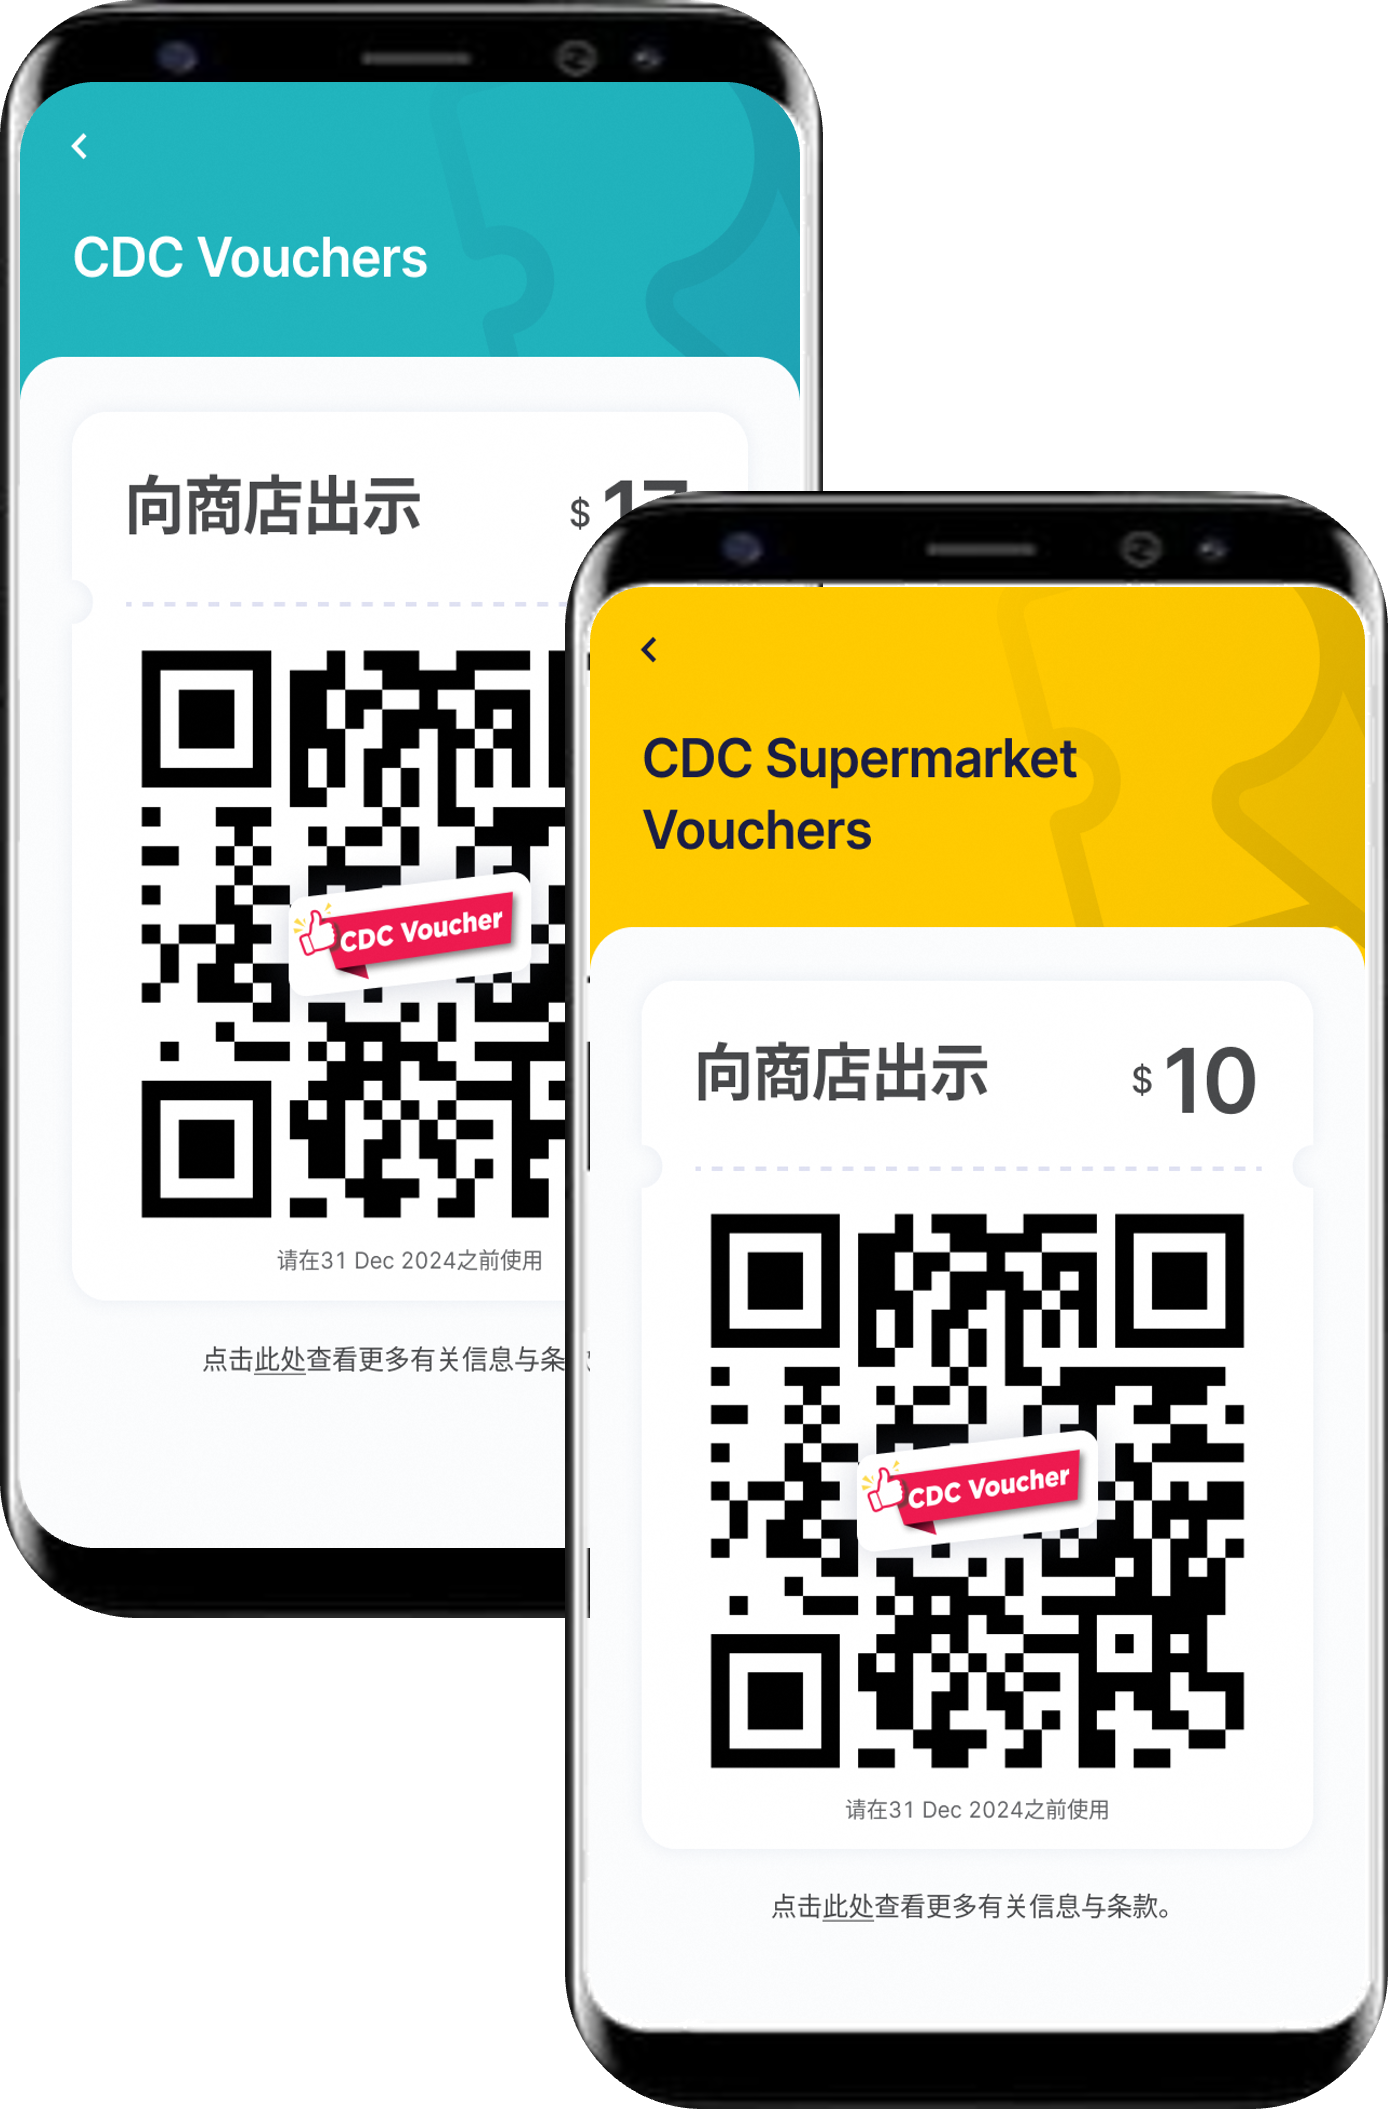 CDC Vouchers
向商店出示
$ 17
CDC Voucher
请在31 Dec 2024之前使用
点击此处查看更多有关信息与条
CDC Supermarket
Vouchers
向商店出示
$ 10
CDC Voucher
请在31 Dec 2024之前使用
点击此处查看更多有关信息与条款。